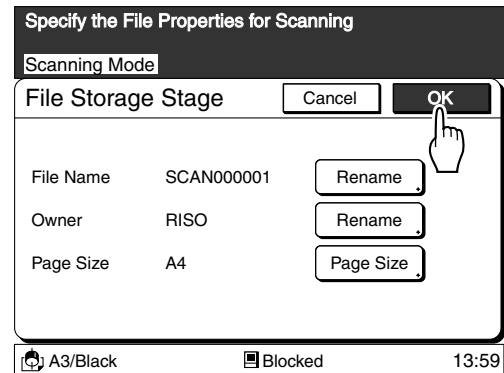 Specify the File Properties for Scanning
Scanning Mode
File Storage Stage Cancel OK
File Name SCAN000001 Rename
Owner RISO Rename
Page Size A4 Page Size
A3/Black Blocked 13:59